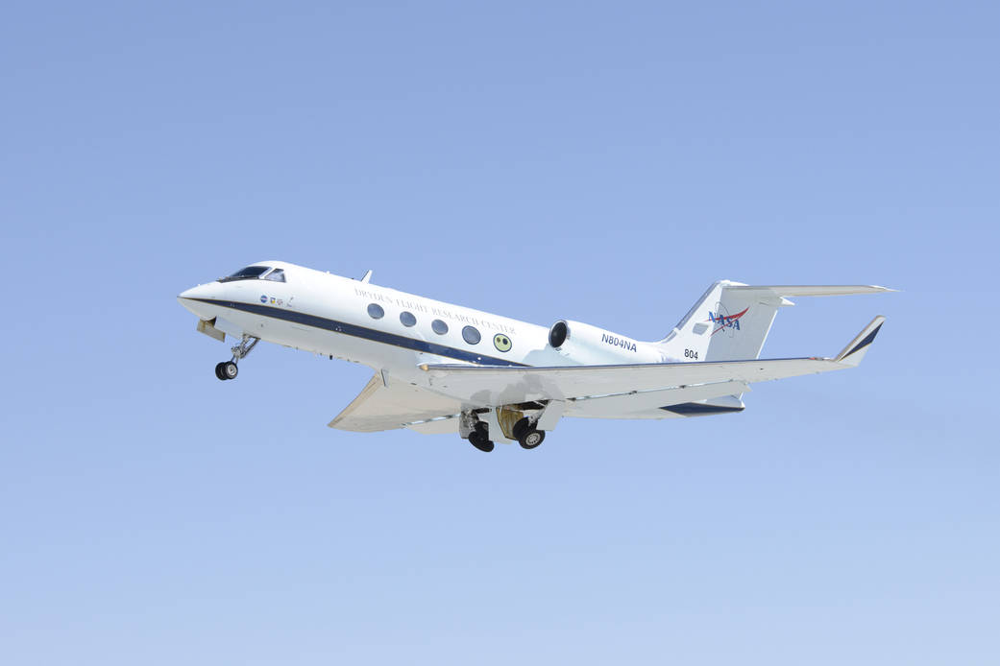 DRYDEN FLIGHT RESEARCH CENTER
N804NA
NASA
804